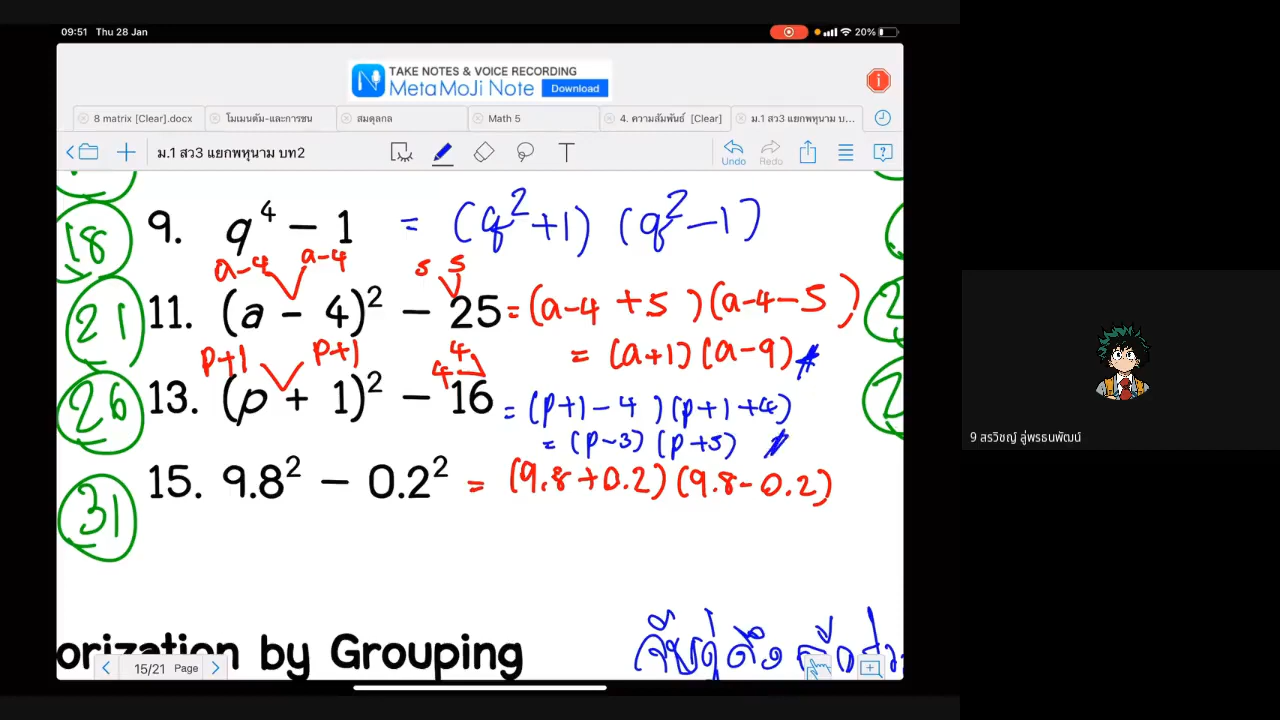 09:51 Thu 28 Jan
20%
TAKE NOTES & VOICE RECORDING
MetaMoJi Note Download
8 matrix [Clear].docx
โมเมนตัม-และการชน
สมดุลกล
Math 5
4. ความสัมพันธ์ [Clear]
ม.1 สว3 แยกพหุนาม บ...
ม.1 สว3 แยกพหุนาม บท2
Undo Redo
18 9. q⁴ − 1 = (q²+1) (q²−1)
a−4 a−4 5 5
21 11. (a − 4)² − 25 = (a−4 +5 ) (a−4−5 )
= (a+1) (a−9)
p+1 p+1 4 4
26 13. (p + 1)² − 16 = (p+1−4 ) (p+1+4)
= (p−3) (p+5)
31 15. 9.8² − 0.2² = (9.8+0.2) (9.8−0.2)
orization by Grouping
15/21 Page
9 สรวิชญ์ ลู่พรธนพัฒน์